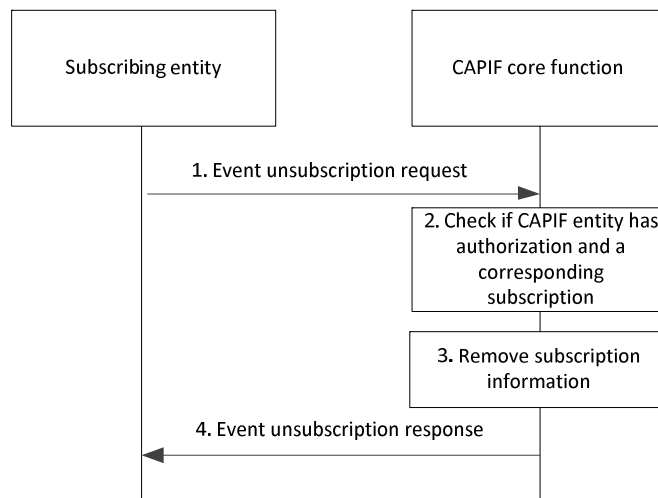 Subscribing entity
CAPIF core function
1. Event unsubscription request
2. Check if CAPIF entity has
authorization and a
corresponding
subscription
3. Remove subscription
information
4. Event unsubscription response